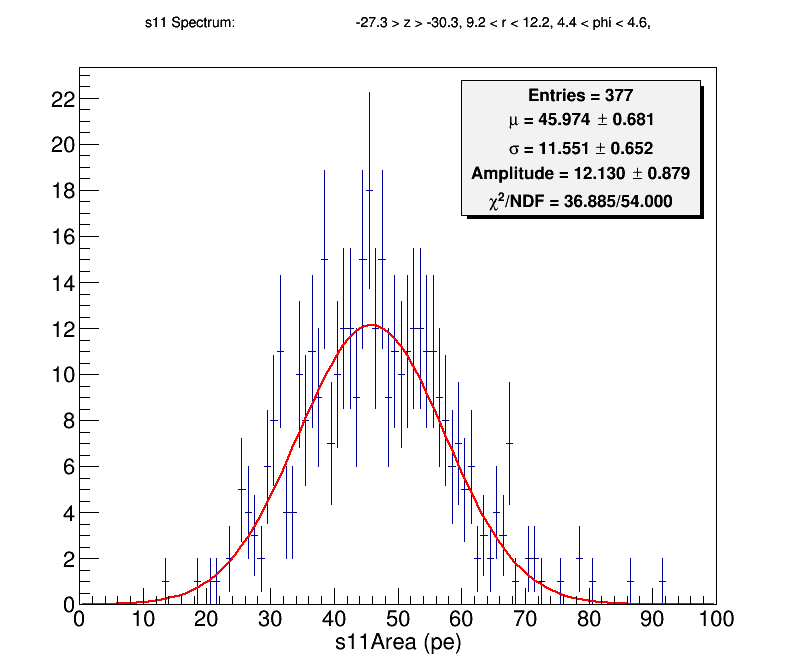 s11 Spectrum: -27.3 > z > -30.3, 9.2 < r < 12.2, 4.4 < phi < 4.6,
Entries = 377
μ = 45.974 ± 0.681
σ = 11.551 ± 0.652
Amplitude = 12.130 ± 0.879
χ²/NDF = 36.885/54.000
22
20
18
16
14
12
10
8
6
4
2
0
0 10 20 30 40 50 60 70 80 90 100
s11Area (pe)